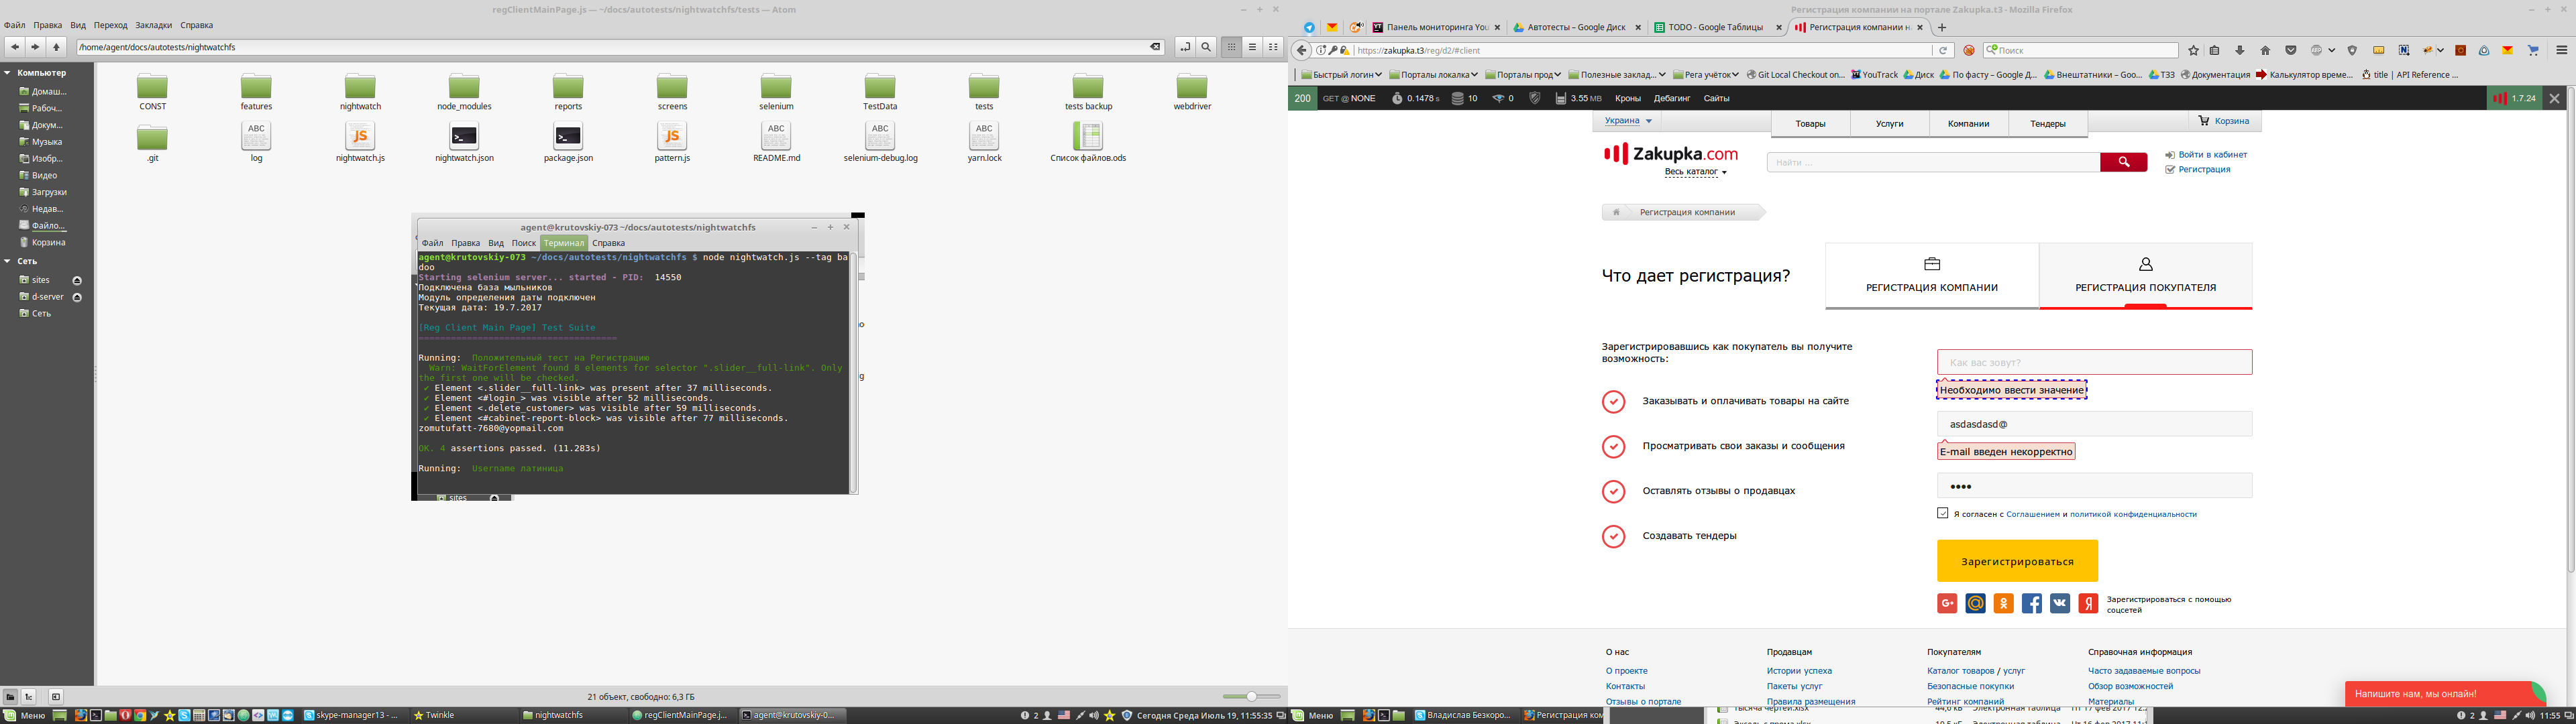 regClientMainPage.js — ~/docs/autotests/nightwatchfs/tests — Atom
Файл Правка Вид Переход Закладки Справка
/home/agent/docs/autotests/nightwatchfs
Компьютер
Домаш...
Рабоч...
Докум...
Музыка
Изобр...
Видео
Загрузки
Недав...
Файло...
Корзина
Сеть
sites
d-server
Сеть
CONST features nightwatch node_modules reports screens selenium TestData tests tests backup webdriver
.git log nightwatch.js nightwatch.json package.json pattern.js README.md selenium-debug.log yarn.lock Список файлов.ods
agent@krutovskiy-073 ~/docs/autotests/nightwatchfs
Файл Правка Вид Поиск Терминал Справка
agent@krutovskiy-073 ~/docs/autotests/nightwatchfs $ node nightwatch.js --tag ba
doo
Starting selenium server... started - PID: 14550
Подключена база мыльников
Модуль определения даты подключен
Текущая дата: 19.7.2017
[Reg Client Main Page] Test Suite
=====================================
Running: Положительный тест на Регистрацию
Warn: WaitForElement found 8 elements for selector ".slider__full-link". Only
the first one will be checked.
✔ Element <.slider__full-link> was present after 37 milliseconds.
✔ Element <#login_> was visible after 52 milliseconds.
✔ Element <.delete_customer> was visible after 59 milliseconds.
✔ Element <#cabinet-report-block> was visible after 77 milliseconds.
zomutufatt-7680@yopmail.com
OK. 4 assertions passed. (11.283s)
Running: Username латиница
sites
21 объект, свободно: 6,3 ГБ
Меню skype-manager13 - ... Twinkle nightwatchfs regClientMainPage.j... agent@krutovskiy-0... 2 Сегодня Среда Июль 19, 11:55:35
Регистрация компании на портале Zakupka.t3 - Mozilla Firefox
Панель мониторинга You Автотесты – Google Диск TODO - Google Таблицы Регистрация компании на
https://zakupka.t3/reg/d2/#client
Поиск
Быстрый логин Порталы локалка Порталы прод Полезные заклад... Рега учёток Git Local Checkout on... YouTrack Диск По фасту – Google Д... Внештатники – Goo... ТЗЗ Документация Калькулятор време... title | API Reference ...
200 GET @ NONE 0.1478 s 10 0 3.55 MB Кроны Дебагинг Сайты 1.7.24
Украина Товары Услуги Компании Тендеры Корзина
Zakupka.com
Весь каталог
Найти ...
Войти в кабинет
Регистрация
Регистрация компании
Что дает регистрация?
РЕГИСТРАЦИЯ КОМПАНИИ
РЕГИСТРАЦИЯ ПОКУПАТЕЛЯ
Зарегистрировавшись как покупатель вы получите
возможность:
Заказывать и оплачивать товары на сайте
Просматривать свои заказы и сообщения
Оставлять отзывы о продавцах
Создавать тендеры
Как вас зовут?
Необходимо ввести значение
asdasdasd@
E-mail введен некорректно
Я согласен с Соглашением и политикой конфиденциальности
Зарегистрироваться
Зарегистрироваться с помощью
соцсетей
О нас Продавцам Покупателям Справочная информация
О проекте Истории успеха Каталог товаров / услуг Часто задаваемые вопросы
Контакты Пакеты услуг Безопасные покупки Обзор возможностей
Отзывы о портале Правила размещения Рейтинг компаний Материалы
Напишите нам, мы онлайн!
Меню Владислав Безкоро... Регистрация ком 2 11:55